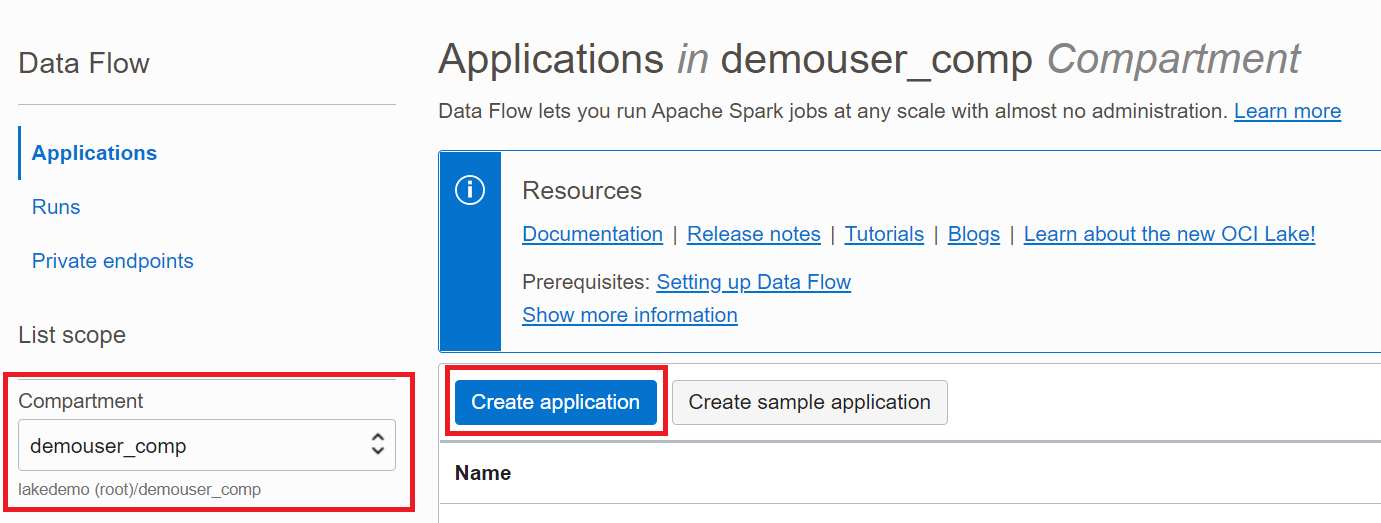 Data Flow
Applications
Runs
Private endpoints
List scope
Compartment
demouser_comp
lakedemo (root)/demouser_comp
Applications in demouser_comp Compartment
Data Flow lets you run Apache Spark jobs at any scale with almost no administration. Learn more
Resources
Documentation | Release notes | Tutorials | Blogs | Learn about the new OCI Lake!
Prerequisites: Setting up Data Flow
Show more information
Create application Create sample application
Name